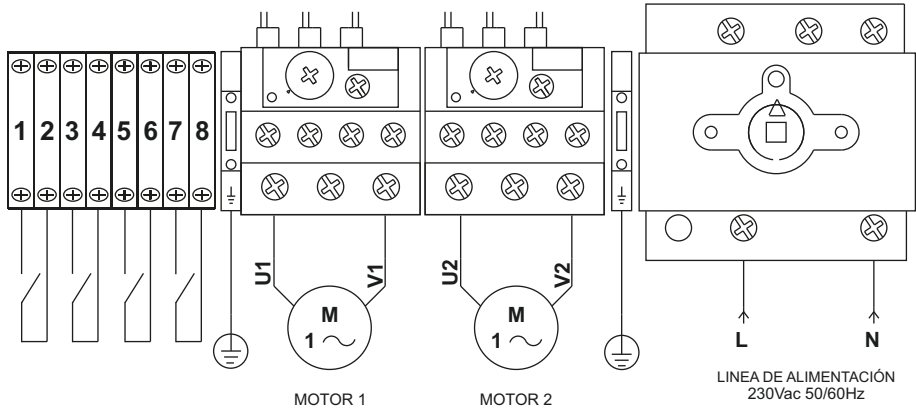 1 2 3 4 5 6 7 8
U1 V1 U2 V2
M M
1 1
L N
MOTOR 1 MOTOR 2
LINEA DE ALIMENTACIÓN
230Vac 50/60Hz